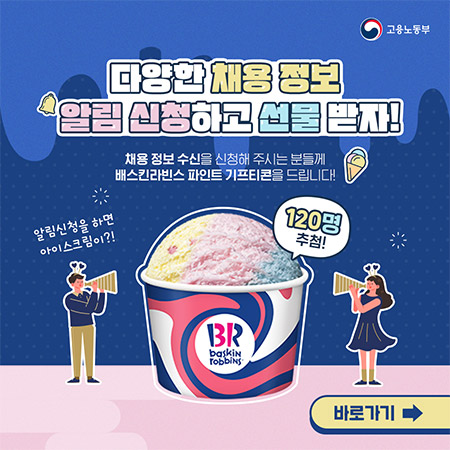 고용노동부
다양한 채용 정보
알림 신청하고 선물 받자!
채용 정보 수신을 신청해 주시는 분들께
배스킨라빈스 파인트 기프티콘을 드립니다!
120명
추첨!
알림신청을 하면
아이스크림이?!
BR
baskin
robbins
바로가기